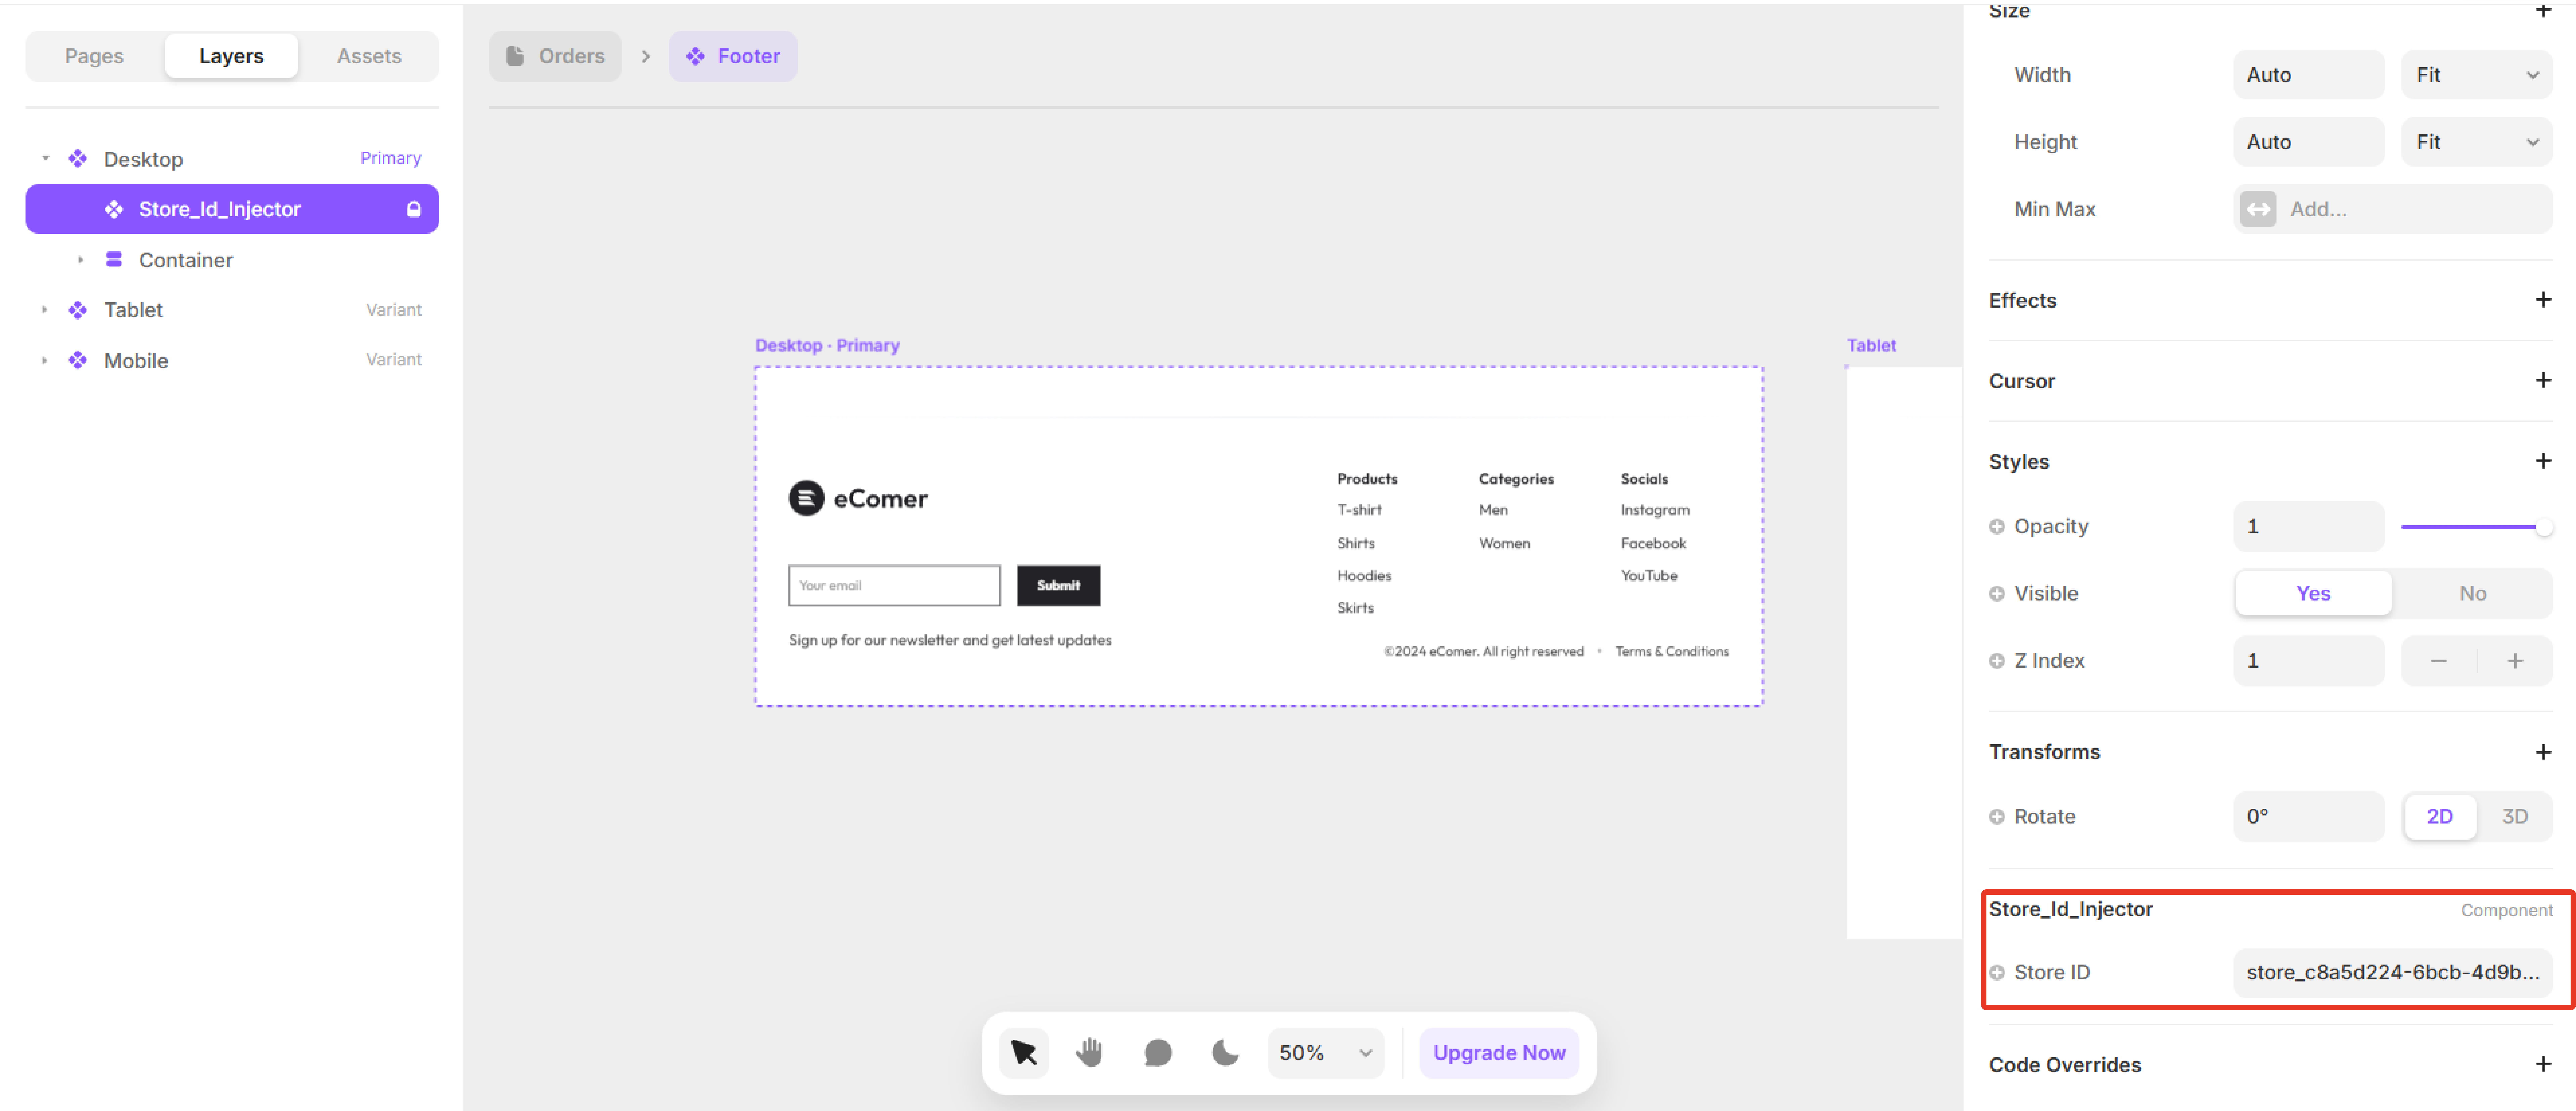 Pages Layers Assets
Desktop Primary
Store_Id_Injector
Container
Tablet Variant
Mobile Variant
Orders Footer
Desktop · Primary
Tablet
eComer
Your email Submit
Sign up for our newsletter and get latest updates
Products Categories Socials
T-shirt Men Instagram
Shirts Women Facebook
Hoodies YouTube
Skirts
©2024 eComer. All right reserved • Terms & Conditions
50% Upgrade Now
Size
Width Auto Fit
Height Auto Fit
Min Max Add...
Effects
Cursor
Styles
Opacity 1
Visible Yes No
Z Index 1
Transforms
Rotate 0° 2D 3D
Store_Id_Injector Component
Store ID store_c8a5d224-6bcb-4d9b...
Code Overrides